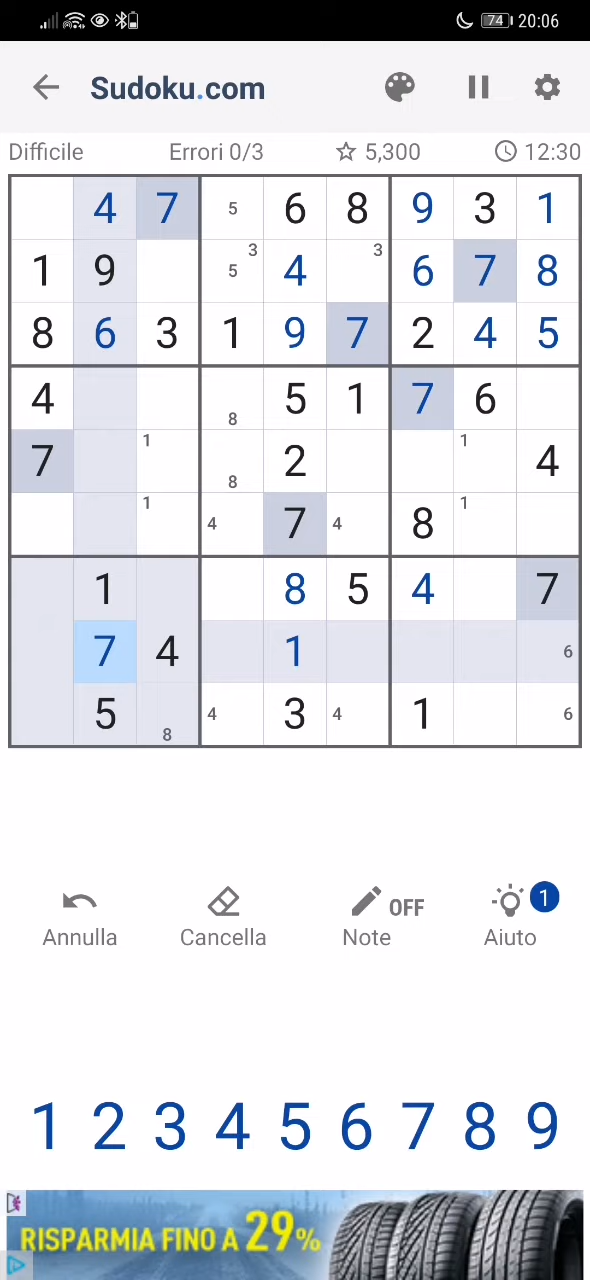 74 20:06
Sudoku.com
Difficile Errori 0/3 5,300 12:30
4 7 5 6 8 9 3 1
1 9 5 3 4 3 6 7 8
8 6 3 1 9 7 2 4 5
4 8 5 1 7 6
7 1 8 2 1 4
1 4 7 4 8 1
1 8 5 4 7
7 4 1 6
5 8 4 3 4 1 6
OFF 1
Annulla Cancella Note Aiuto
1 2 3 4 5 6 7 8 9
RISPARMIA FINO A 29%